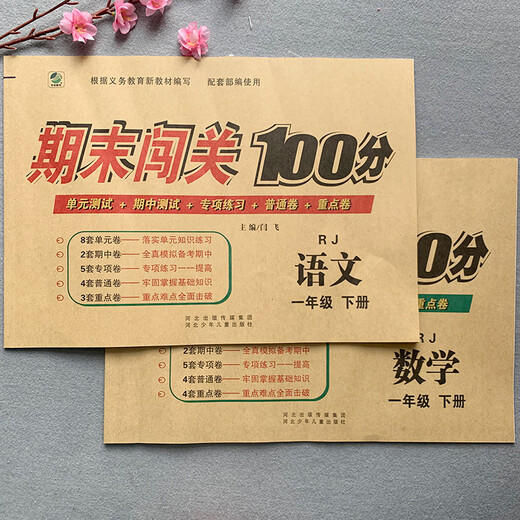 根据义务教育新教材编写 配套部编使用
期末闯关100分
单元测试 + 期中测试 + 专项练习 + 普通卷 + 重点卷
主编/闫 飞
8套单元卷——落实单元知识练习
2套期中卷——全真模拟备考期中
5套专项卷——专项练习——提高
4套普通卷——牢固掌握基础知识
3套重点卷——重点难点全面击破
RJ
语文
一年级 下册
河北出版传媒集团
河北少年儿童出版社
00分
重点卷
2套期中卷——全真模拟备考期中
5套专项卷——专项练习——提高
4套普通卷——牢固掌握基础知识
4套重点卷——重点难点全面击破
RJ
数学
一年级 下册
河北出版传媒集团
河北少年儿童出版社